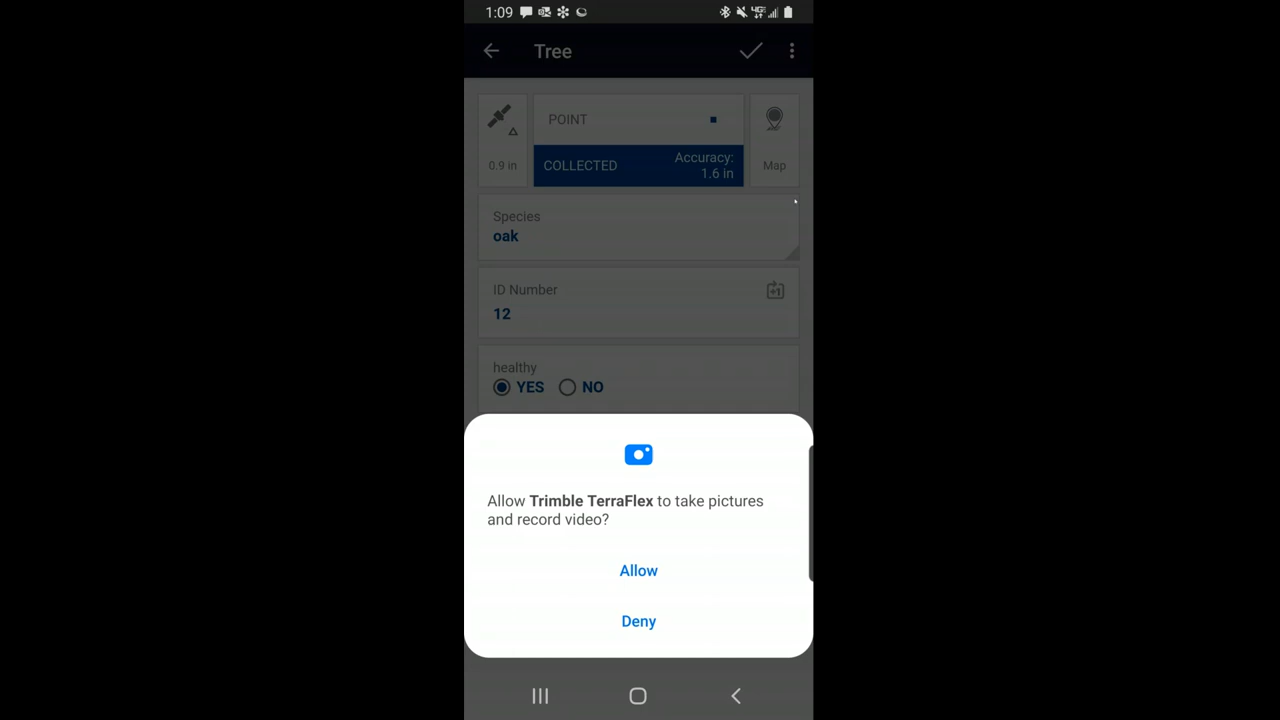 1:09
Tree
POINT
0.9 in
COLLECTED
Accuracy:
1.6 in
Map
Species
oak
ID Number
12
healthy
YES NO
Allow Trimble TerraFlex to take pictures
and record video?
Allow
Deny